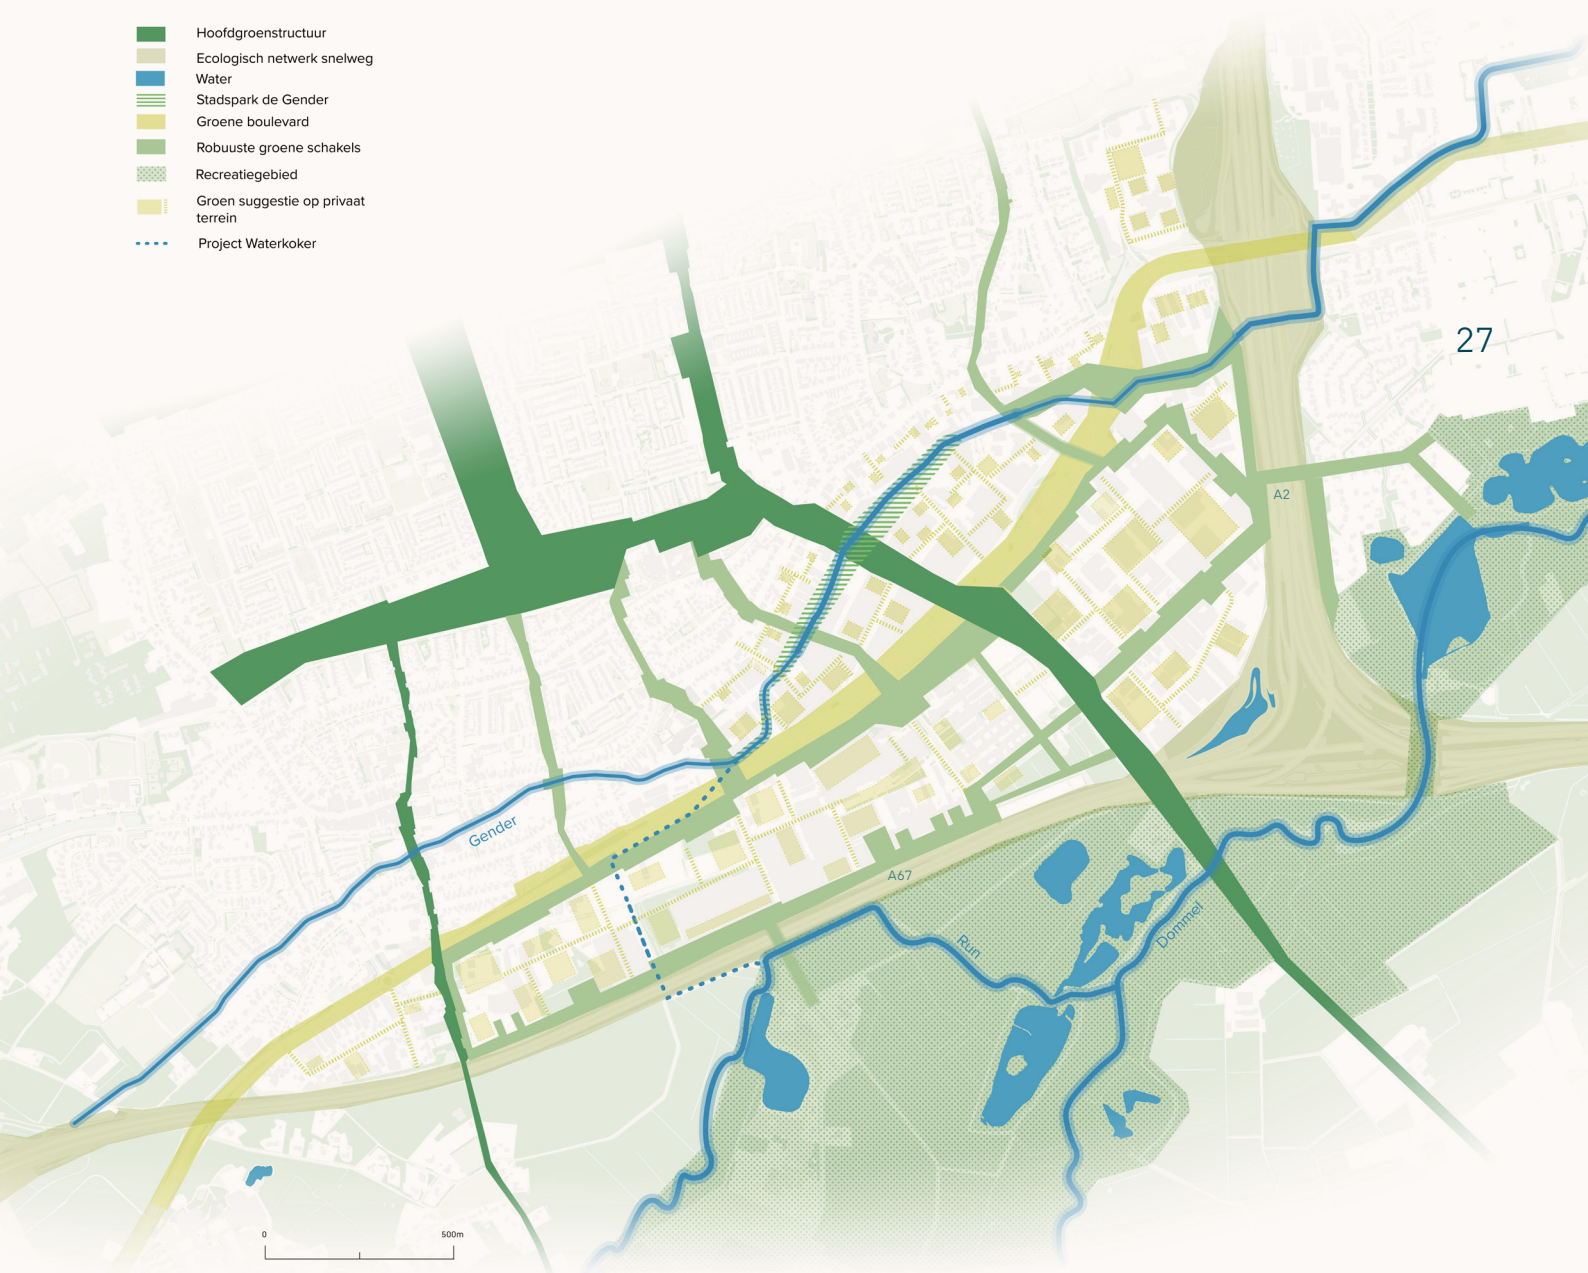 Hoofdgroenstructuur
Ecologisch netwerk snelweg
Water
Stadspark de Gender
Groene boulevard
Robuuste groene schakels
Recreatiegebied
Groen suggestie op privaat
terrein
Project Waterkoker
27
A2
Gender
A67
Run
Dommel
0 500m